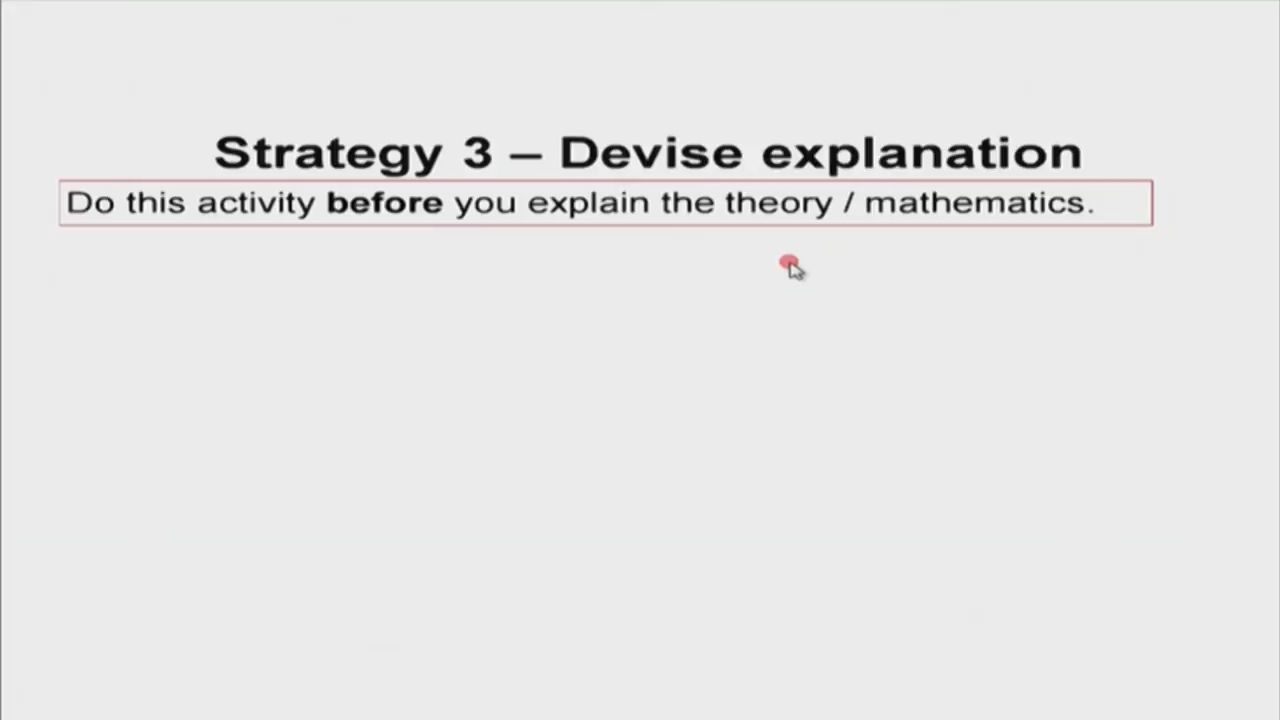 Strategy 3 – Devise explanation
Do this activity before you explain the theory / mathematics.